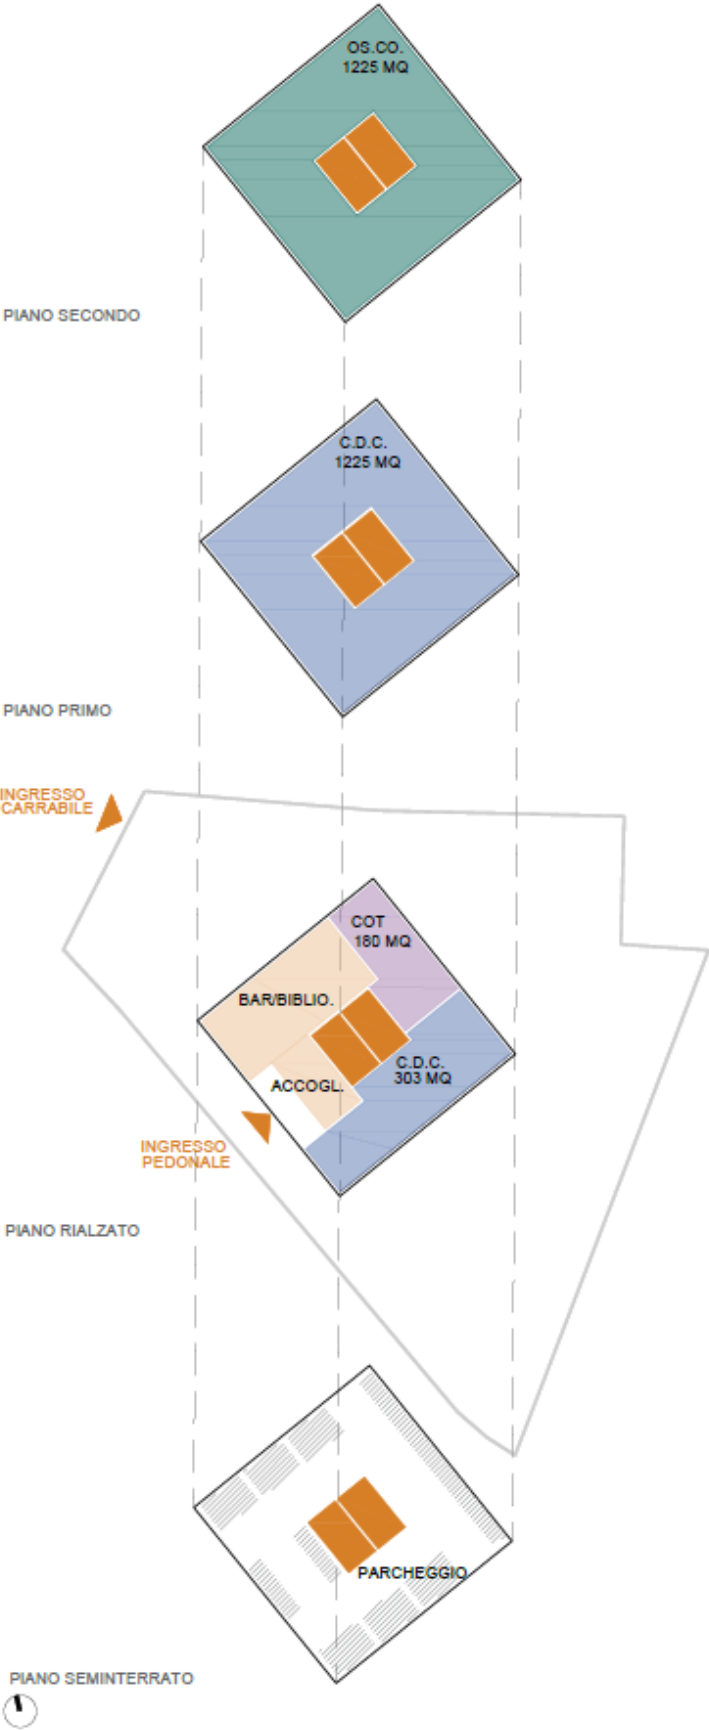 OS.CO.
1225 MQ
PIANO SECONDO
C.D.C.
1225 MQ
PIANO PRIMO
INGRESSO
CARRABILE
COT
180 MQ
BAR/BIBLIO.
C.D.C.
303 MQ
ACCOGL.
INGRESSO
PEDONALE
PIANO RIALZATO
PARCHEGGIO
PIANO SEMINTERRATO